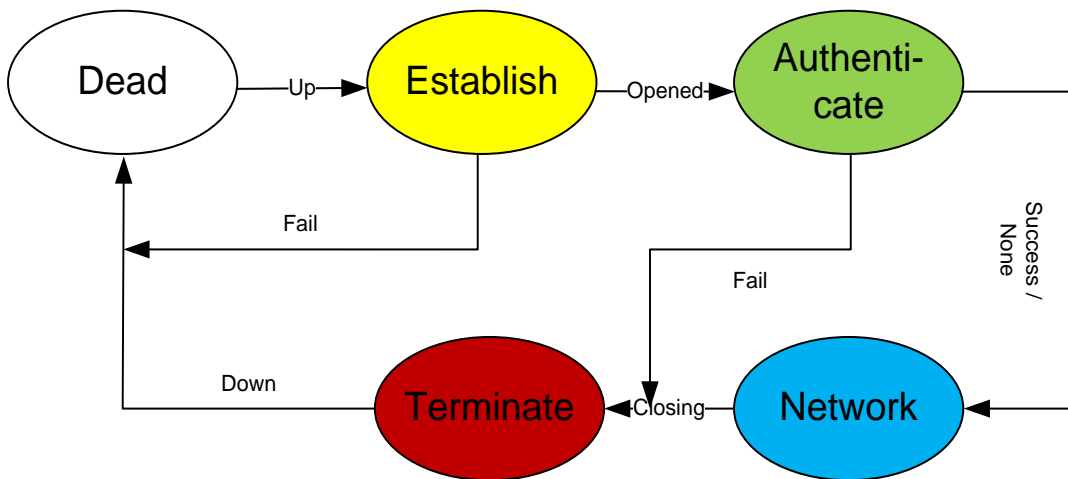 Dead
Up
Establish
Opened
Authenti-
cate
Fail
Success /
None
Fail
Down
Terminate
Closing
Network